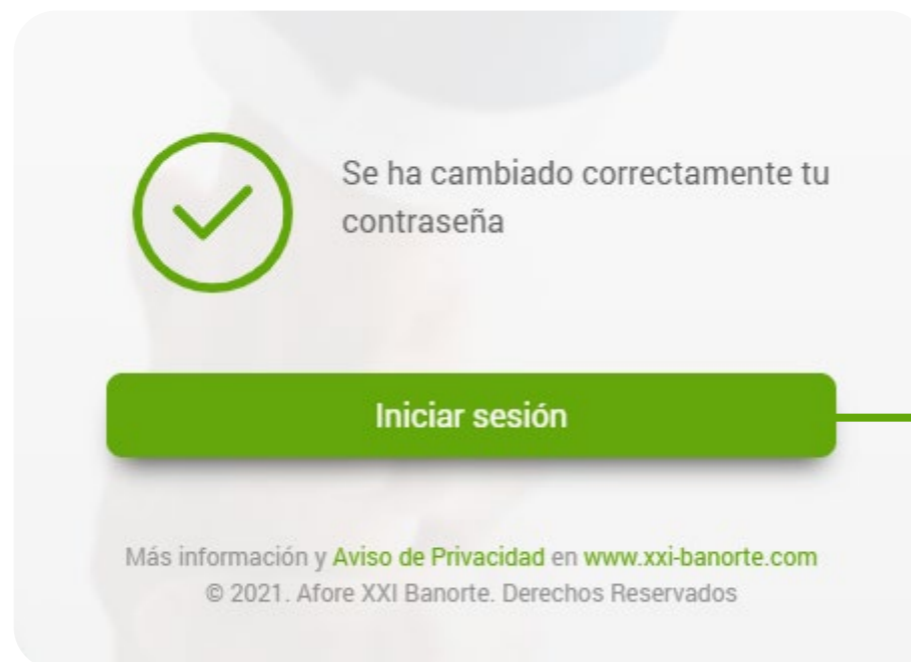 Se ha cambiado correctamente tu
contraseña
Iniciar sesión
Más información y Aviso de Privacidad en www.xxi-banorte.com
© 2021. Afore XXI Banorte. Derechos Reservados